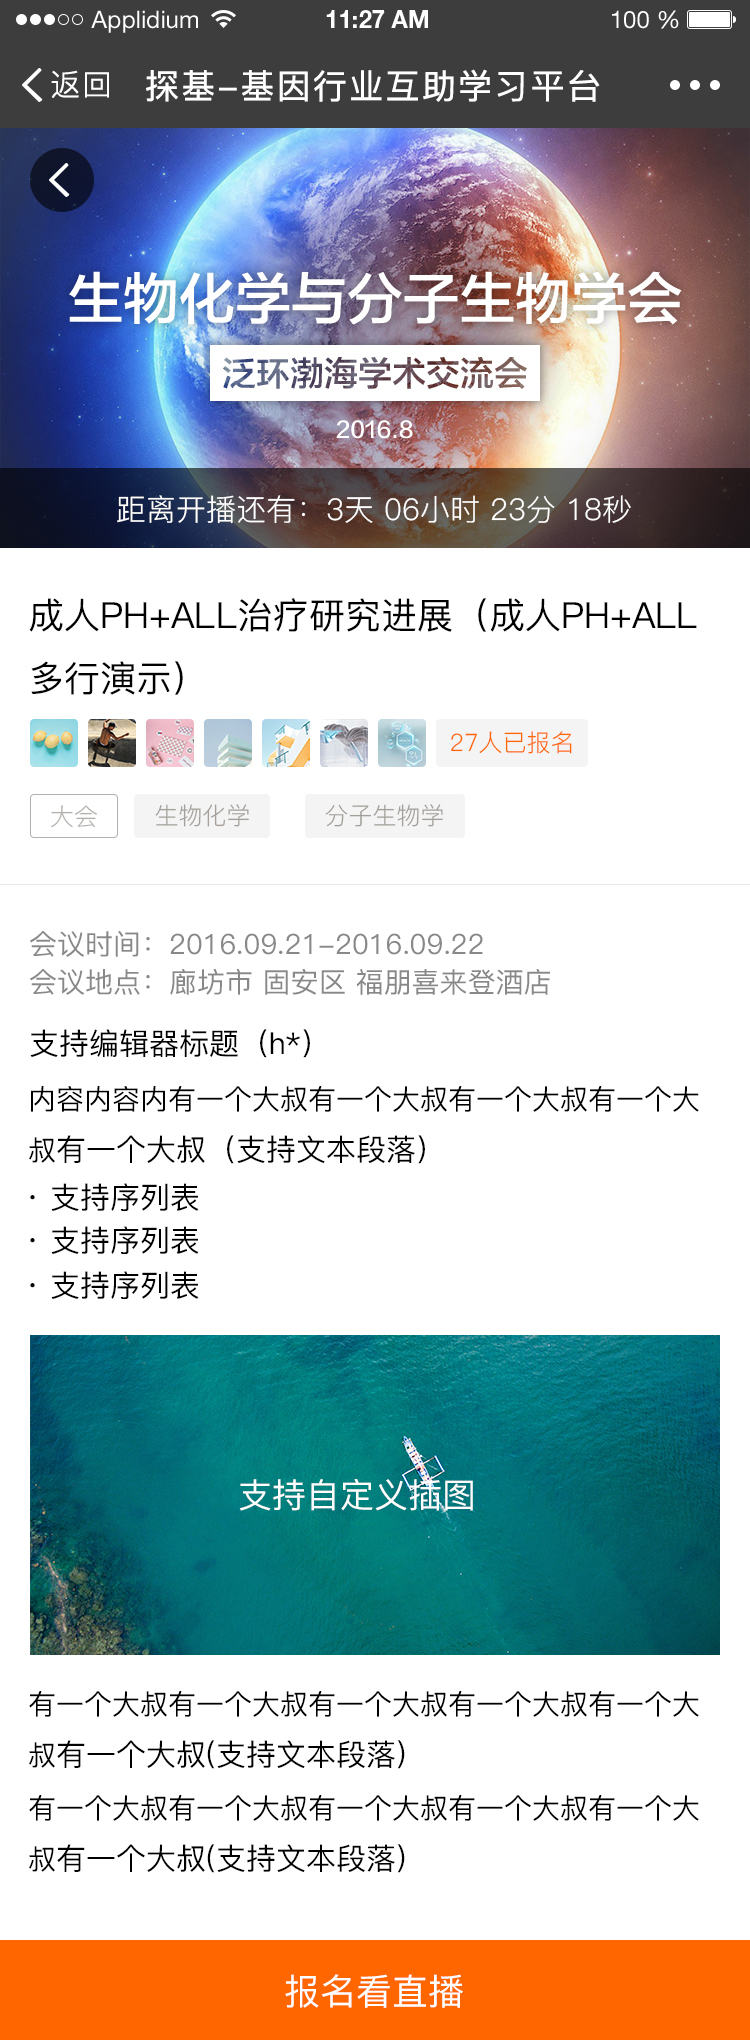 Applidium 11:27 AM 100 %
返回 探基-基因行业互助学习平台
生物化学与分子生物学会
泛环渤海学术交流会
2016.8
距离开播还有：3天 06小时 23分 18秒
成人PH+ALL治疗研究进展（成人PH+ALL
多行演示）
27人已报名
大会 生物化学 分子生物学
会议时间：2016.09.21-2016.09.22
会议地点：廊坊市 固安区 福朋喜来登酒店
支持编辑器标题（h*）
内容内容内有一个大叔有一个大叔有一个大叔有一个大
叔有一个大叔（支持文本段落）
· 支持序列表
· 支持序列表
· 支持序列表
支持自定义插图
有一个大叔有一个大叔有一个大叔有一个大叔有一个大
叔有一个大叔(支持文本段落)
有一个大叔有一个大叔有一个大叔有一个大叔有一个大
叔有一个大叔(支持文本段落)
报名看直播